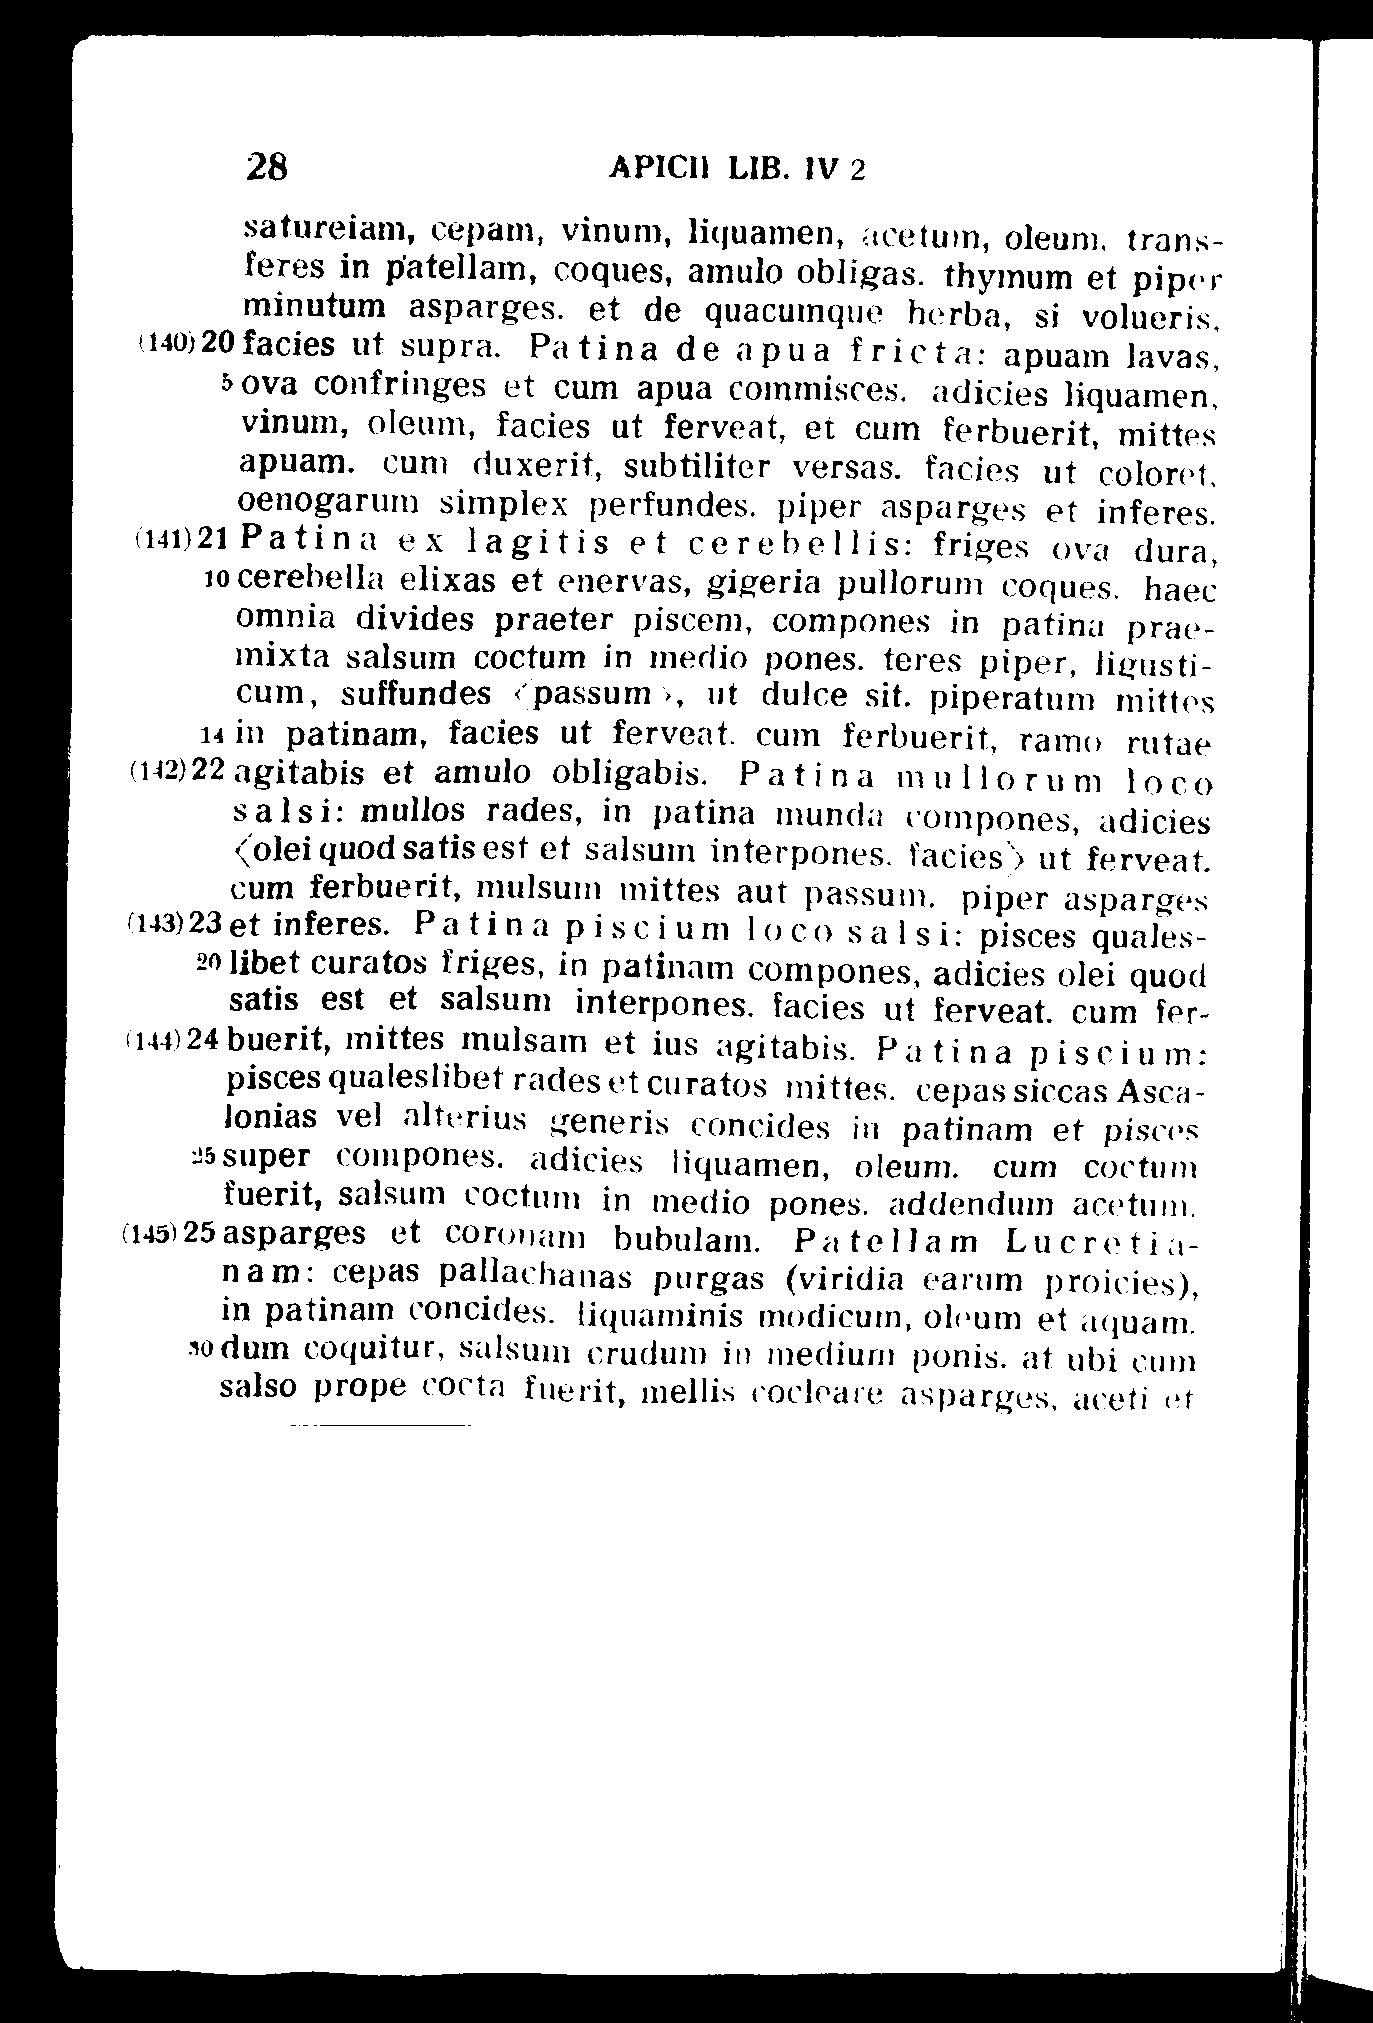 28 APICII LIB. IV 2
satureiam, cepam, vinum, liquamen, acetum, oleum. trans-
feres in patellam, coques, amulo obligas. thymum et piper
minutum asparges. et de quacumque herba, si volueris,
(140) 20 facies ut supra. Patina de apua fricta: apuam lavas,
5 ova confringes et cum apua commisces. adicies liquamen,
vinum, oleum, facies ut ferveat, et cum ferbuerit, mittes
apuam. cum duxerit, subtiliter versas. facies ut coloret,
oenogarum simplex perfundes. piper asparges et inferes.
(141) 21 Patina ex lagitis et cerebellis: friges ova dura,
10 cerebella elixas et enervas, gigeria pullorum coques. haec
omnia divides praeter piscem, compones in patina prae-
mixta salsum coctum in medio pones. teres piper, ligusti-
cum, suffundes <passum>, ut dulce sit. piperatum mittes
14 in patinam, facies ut ferveat. cum ferbuerit, ramo rutae
(142) 22 agitabis et amulo obligabis. Patina mullorum loco
salsi: mullos rades, in patina munda compones, adicies
<olei quod satis est et salsum interpones. facies> ut ferveat.
cum ferbuerit, mulsum mittes aut passum. piper asparges
(143) 23 et inferes. Patina piscium loco salsi: pisces quales-
20 libet curatos friges, in patinam compones, adicies olei quod
satis est et salsum interpones. facies ut ferveat. cum fer-
(144) 24 buerit, mittes mulsam et ius agitabis. Patina piscium:
pisces qualeslibet rades et curatos mittes. cepas siccas Asca-
lonias vel alterius generis concides in patinam et pisces
25 super compones. adicies liquamen, oleum. cum coctum
fuerit, salsum coctum in medio pones. addendum acetum.
(145) 25 asparges et coronam bubulam. Patellam Lucretia-
nam: cepas pallachanas purgas (viridia earum proicies),
in patinam concides. liquaminis modicum, oleum et aquam.
30 dum coquitur, salsum crudum in medium ponis. at ubi cum
salso prope cocta fuerit, mellis cocleare asparges, aceti et